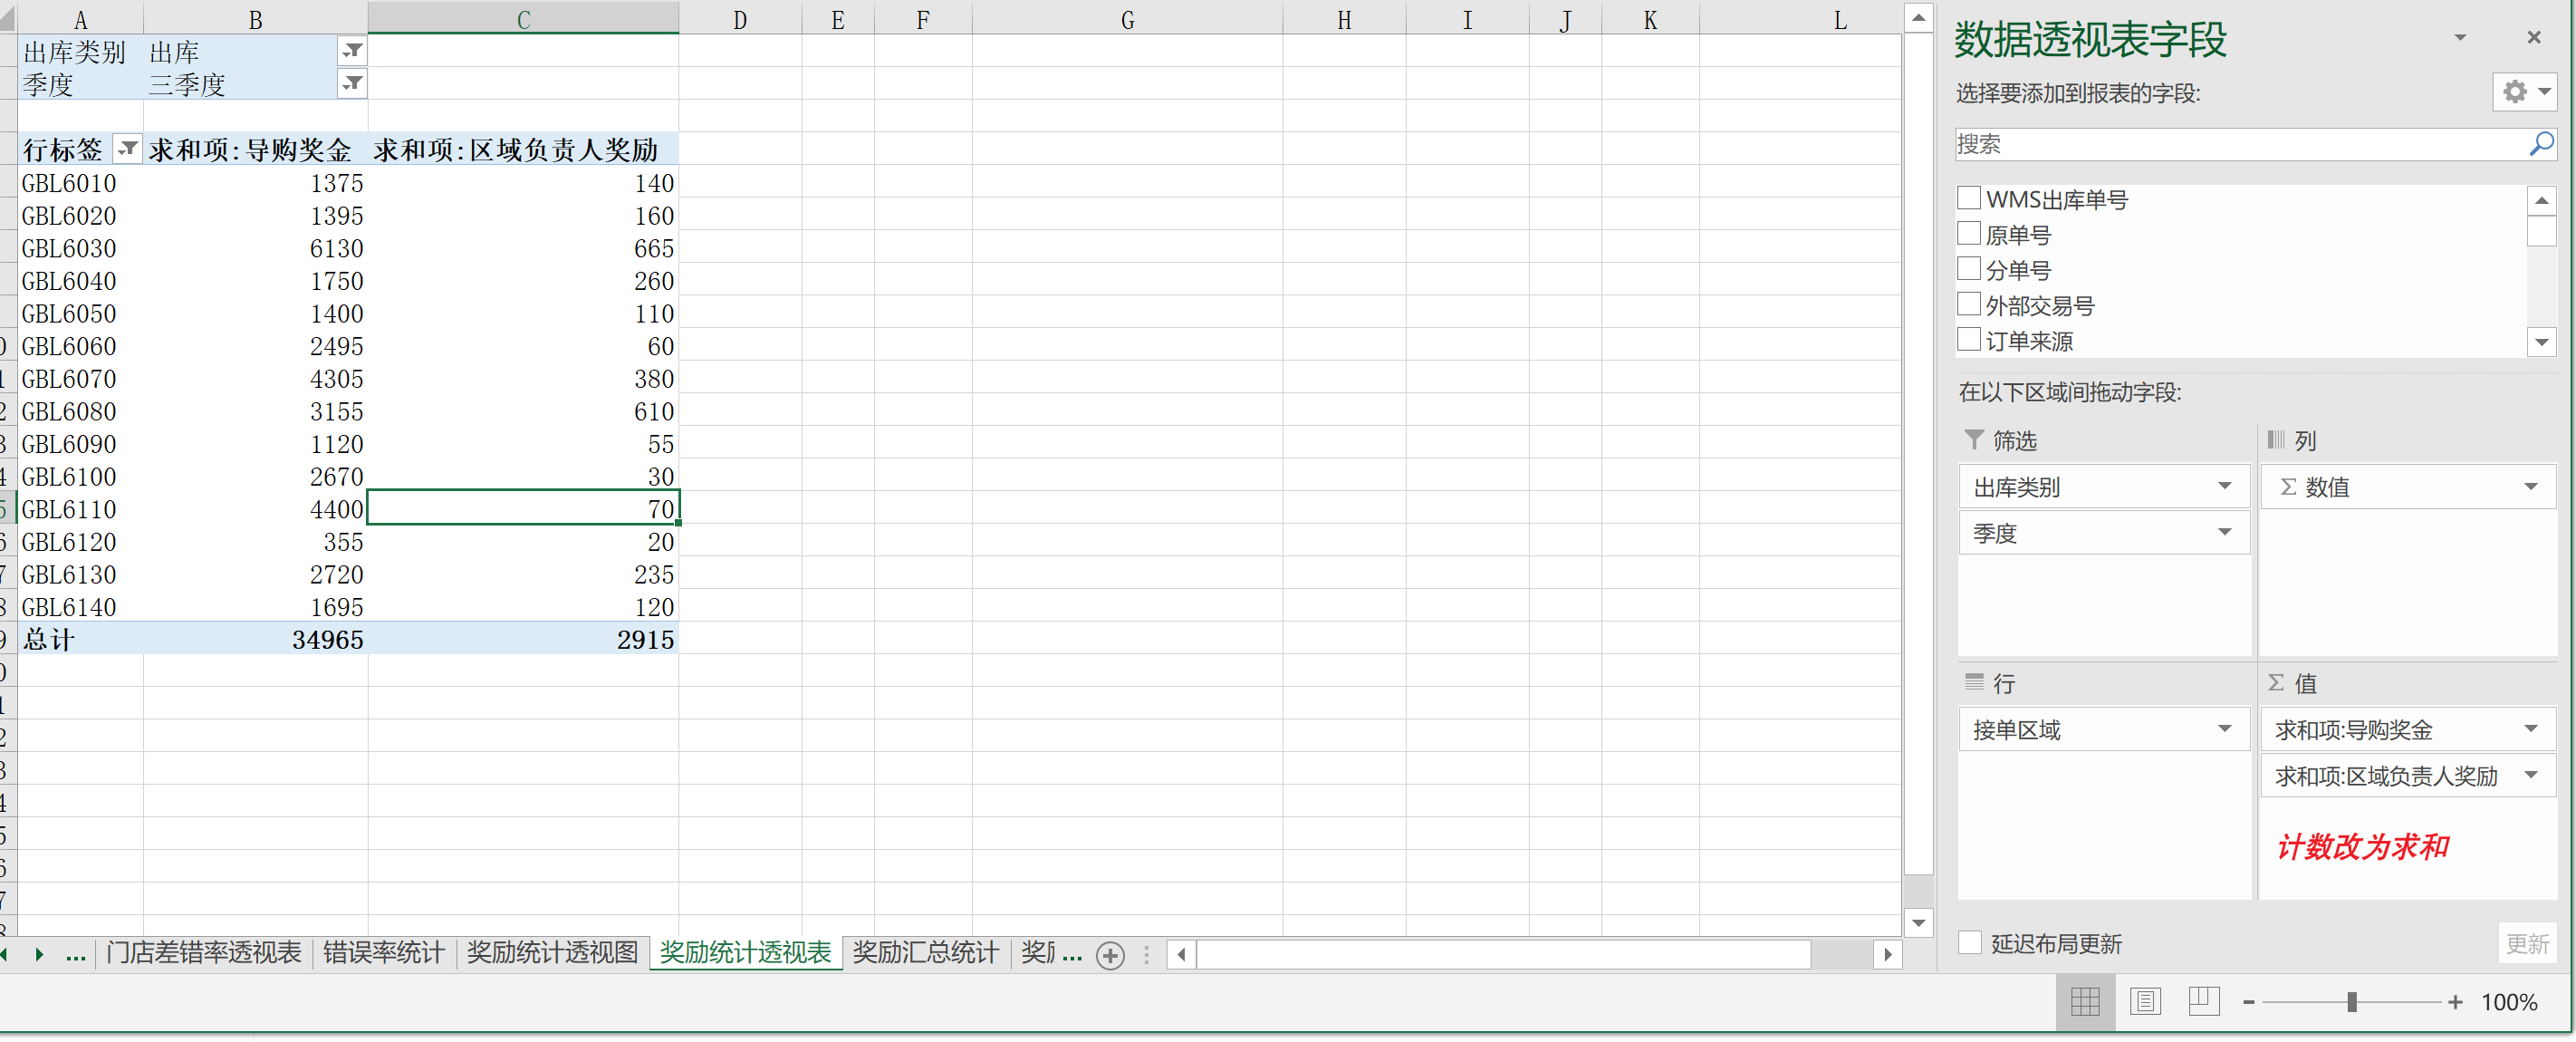 A B C D E F G H I J K L
出库类别 出库
季度 三季度
行标签 求和项:导购奖金 求和项:区域负责人奖励
GBL6010 1375 140
GBL6020 1395 160
GBL6030 6130 665
GBL6040 1750 260
GBL6050 1400 110
GBL6060 2495 60
GBL6070 4305 380
GBL6080 3155 610
GBL6090 1120 55
GBL6100 2670 30
GBL6110 4400 70
GBL6120 355 20
GBL6130 2720 235
GBL6140 1695 120
总计 34965 2915
... 门店差错率透视表 错误率统计 奖励统计透视图 奖励统计透视表 奖励汇总统计 奖 ...
数据透视表字段
选择要添加到报表的字段:
搜索
WMS出库单号
原单号
分单号
外部交易号
订单来源
在以下区域间拖动字段:
筛选
出库类别
季度
列
Σ 数值
行
接单区域
Σ 值
求和项:导购奖金
求和项:区域负责人奖励
计数改为求和
延迟布局更新 更新
100%